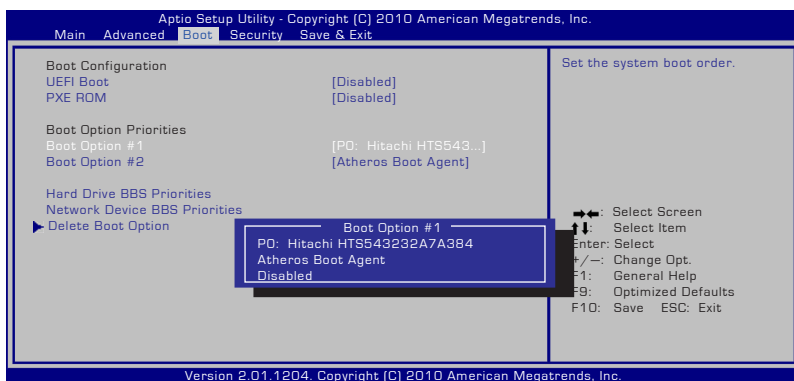 Aptio Setup Utility - Copyright (C) 2010 American Megatrends, Inc.
Main Advanced Boot Security Save & Exit
Boot Configuration
UEFI Boot [Disabled]
PXE ROM [Disabled]
Boot Option Priorities
Boot Option #1 [P0: Hitachi HTS543...]
Boot Option #2 [Atheros Boot Agent]
Hard Drive BBS Priorities
Network Device BBS Priorities
Delete Boot Option
Boot Option #1
P0: Hitachi HTS543232A7A384
Atheros Boot Agent
Disabled
Set the system boot order.
→←: Select Screen
↑↓: Select Item
Enter: Select
+/—: Change Opt.
F1: General Help
F9: Optimized Defaults
F10: Save ESC: Exit
Version 2.01.1204. Copyright (C) 2010 American Megatrends, Inc.